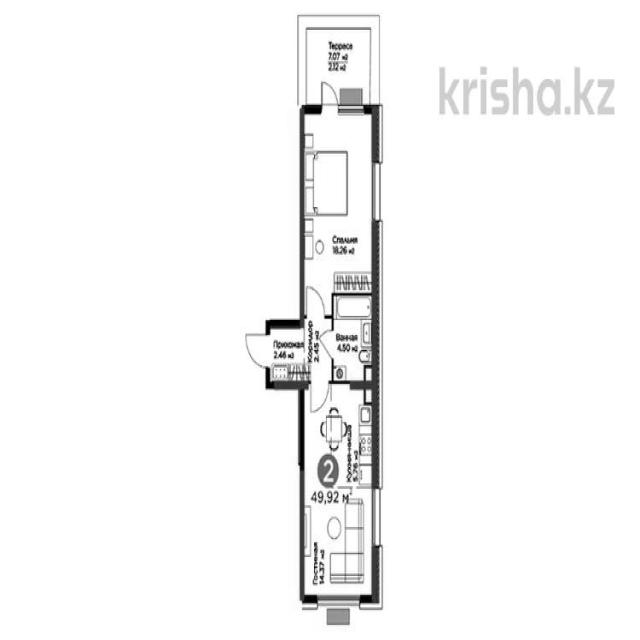 Терраса
7.07 м2
2.12 м2
krisha.kz
Спальня
18.26 м2
Прихожая
2.46 м2
Коридор
2.45 м2
Ванная
4.50 м2
Кухня-ниша
5.76 м2
2
49,92 м
Гостиная
14.37 м2